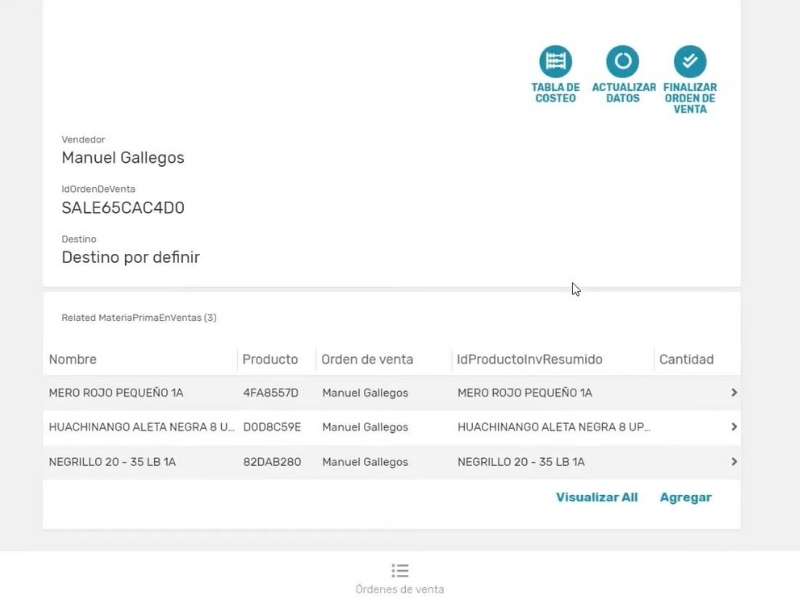 TABLA DE COSTEO
ACTUALIZAR DATOS
FINALIZAR ORDEN DE VENTA
Vendedor
Manuel Gallegos
IdOrdenDeVenta
SALE65CAC4D0
Destino
Destino por definir
Related MateriaPrimaEnVentas (3)
Nombre Producto Orden de venta IdProductoInvResumido Cantidad
MERO ROJO PEQUEÑO 1A 4FA8557D Manuel Gallegos MERO ROJO PEQUEÑO 1A
HUACHINANGO ALETA NEGRA 8 U... D0D8C59E Manuel Gallegos HUACHINANGO ALETA NEGRA 8 UP...
NEGRILLO 20 - 35 LB 1A 82DAB280 Manuel Gallegos NEGRILLO 20 - 35 LB 1A
Visualizar All Agregar
Órdenes de venta